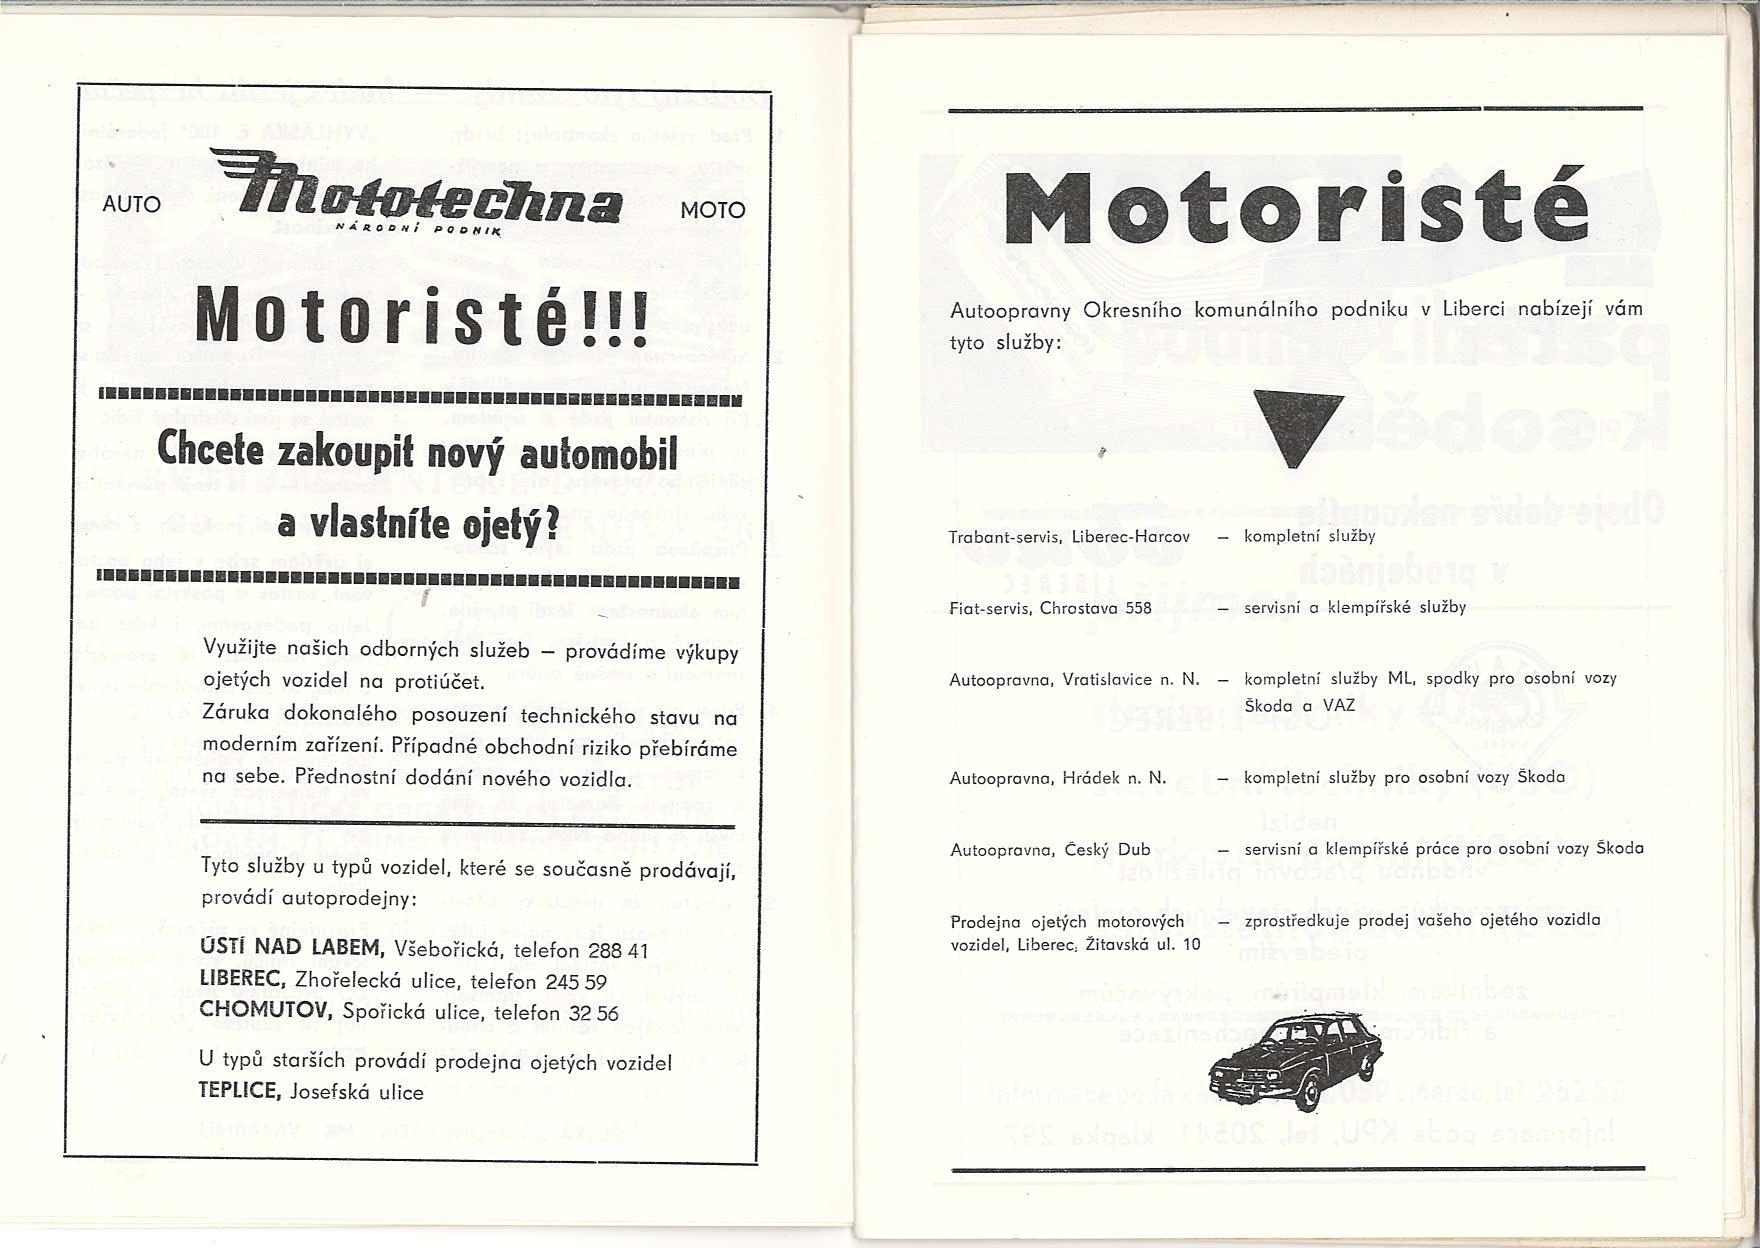 AUTO
Mototechna
NÁRODNÍ PODNIK
MOTO
Motoristé!!!
Chcete zakoupit nový automobil
a vlastníte ojetý?
Využijte našich odborných služeb – provádíme výkupy
ojetých vozidel na protiúčet.
Záruka dokonalého posouzení technického stavu na
moderním zařízení. Případné obchodní riziko přebíráme
na sebe. Přednostní dodání nového vozidla.
Tyto služby u typů vozidel, které se současně prodávají,
provádí autoprodejny:
ÚSTÍ NAD LABEM, Všebořická, telefon 288 41
LIBEREC, Zhořelecká ulice, telefon 245 59
CHOMUTOV, Spořická ulice, telefon 32 56
U typů starších provádí prodejna ojetých vozidel
TEPLICE, Josefská ulice
Motoristé
Autoopravny Okresního komunálního podniku v Liberci nabízejí vám
tyto služby:
Trabant-servis, Liberec-Harcov – kompletní služby
Fiat-servis, Chrastava 558 – servisní a klempířské služby
Autoopravna, Vratislavice n. N. – kompletní služby ML, spodky pro osobní vozy
Škoda a VAZ
Autoopravna, Hrádek n. N. – kompletní služby pro osobní vozy Škoda
Autoopravna, Český Dub – servisní a klempířské práce pro osobní vozy Škoda
Prodejna ojetých motorových – zprostředkuje prodej vašeho ojetého vozidla
vozidel, Liberec, Žitavská ul. 10